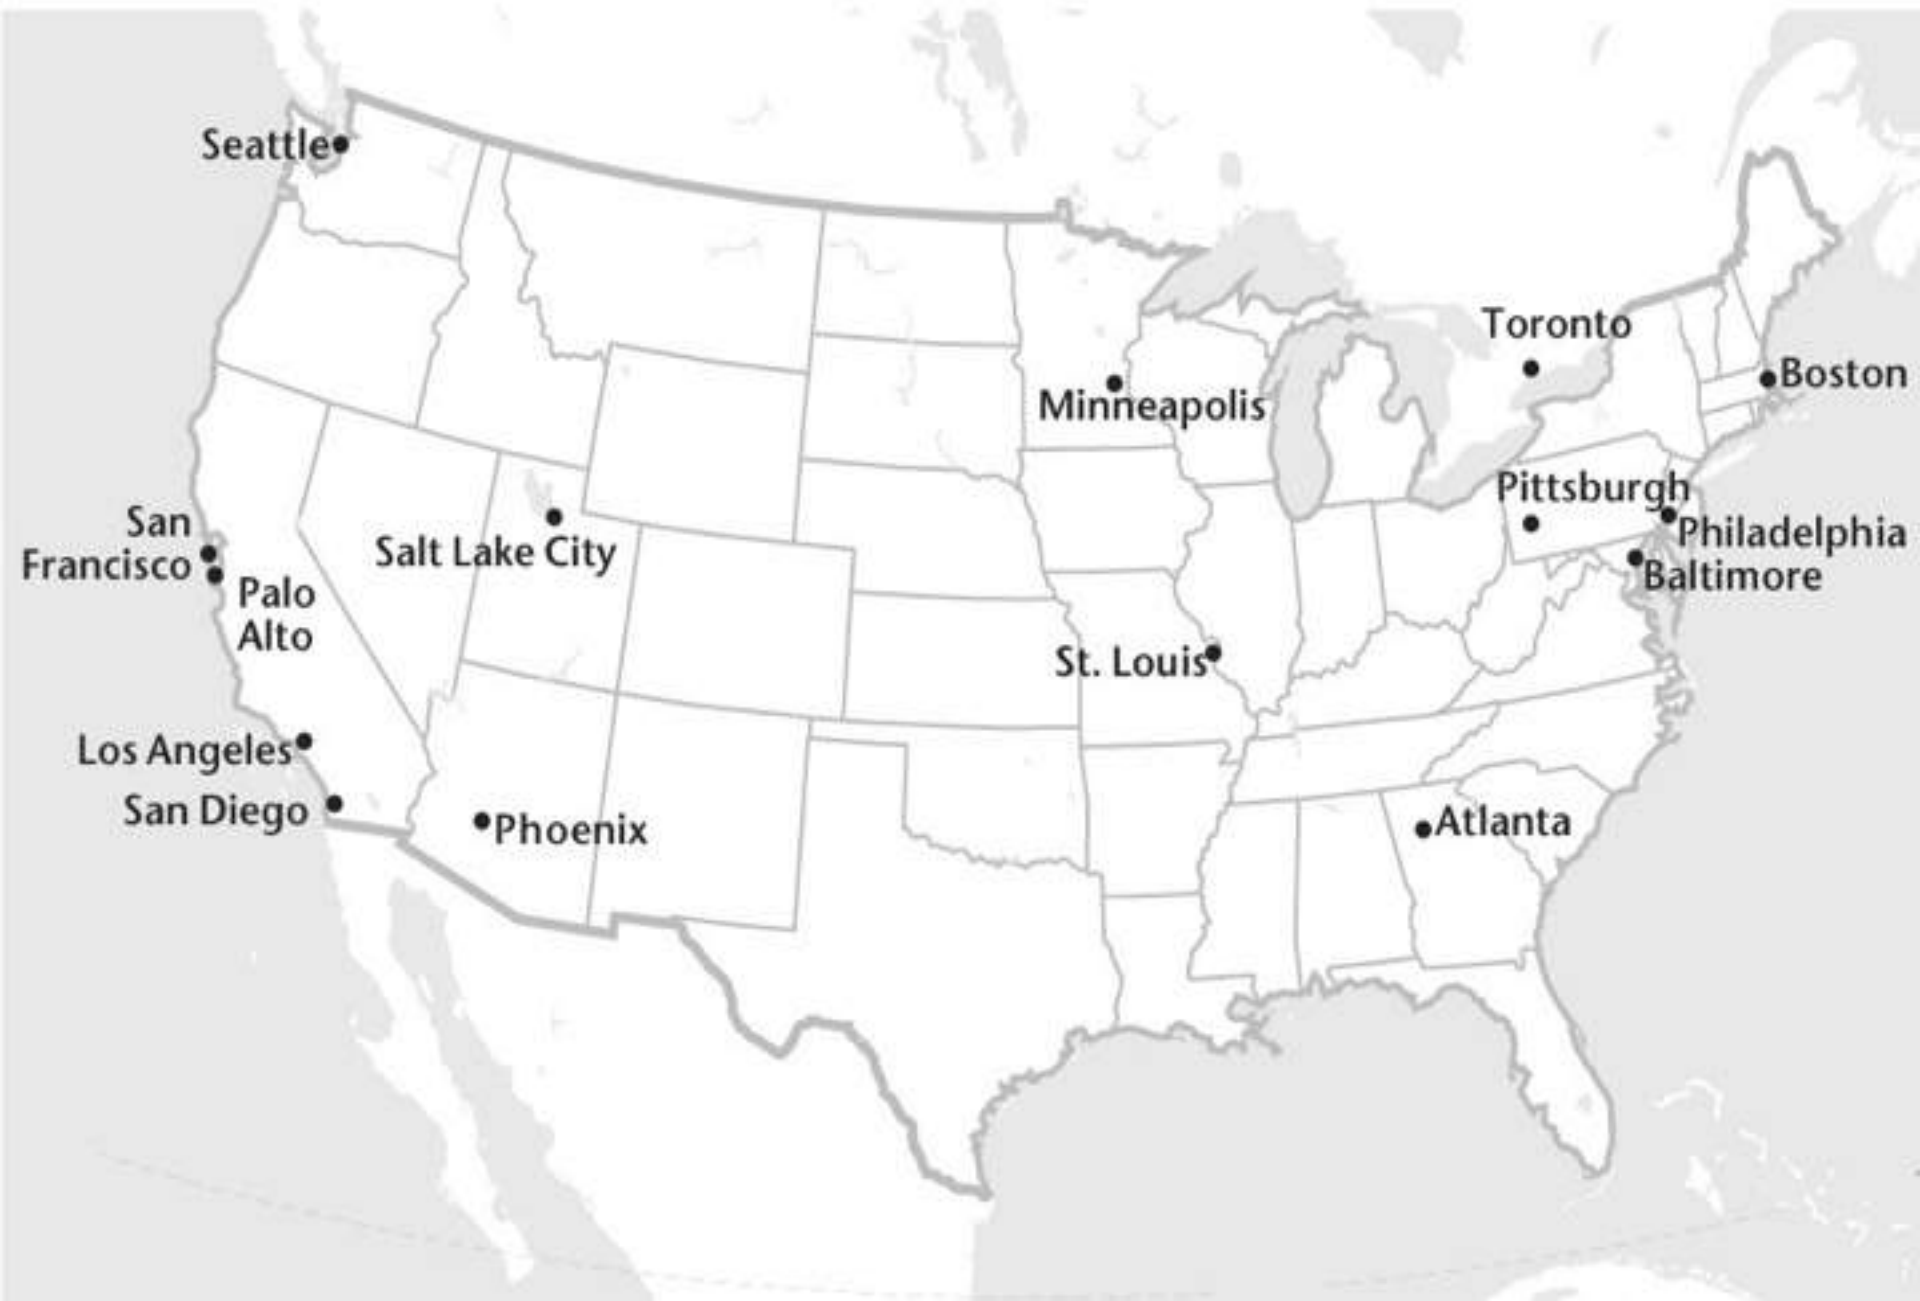 Seattle
Toronto
Boston
Minneapolis
Pittsburgh
San
Francisco
Salt Lake City
Philadelphia
Baltimore
Palo
Alto
St. Louis
Los Angeles
San Diego
Phoenix
Atlanta